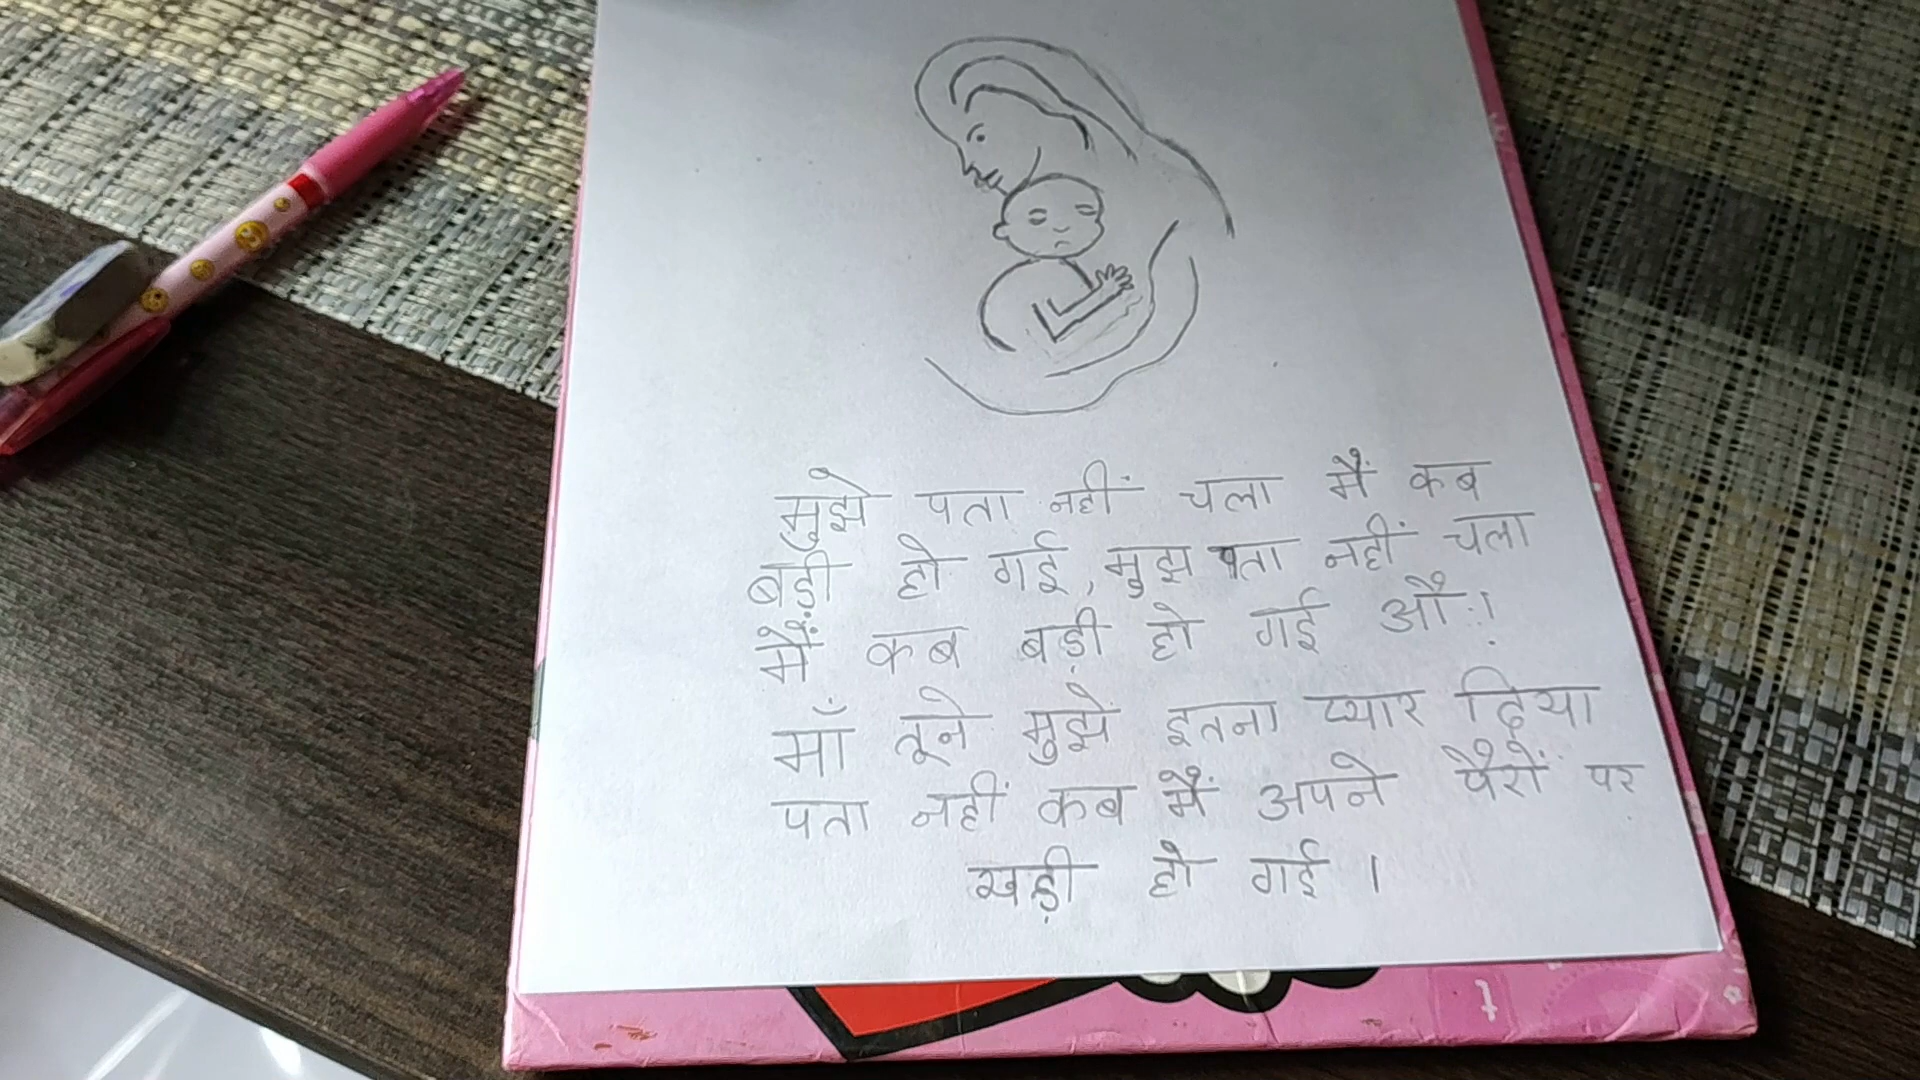 मुझे पता नहीं चला मैं कब
बड़ी हो गई, मुझ पता नहीं चला
मैं कब बड़ी हो गई औ!
माँ तूने मुझे इतना प्यार दिया
पता नहीं कब मैं अपने पैरों पर
खड़ी हो गई।